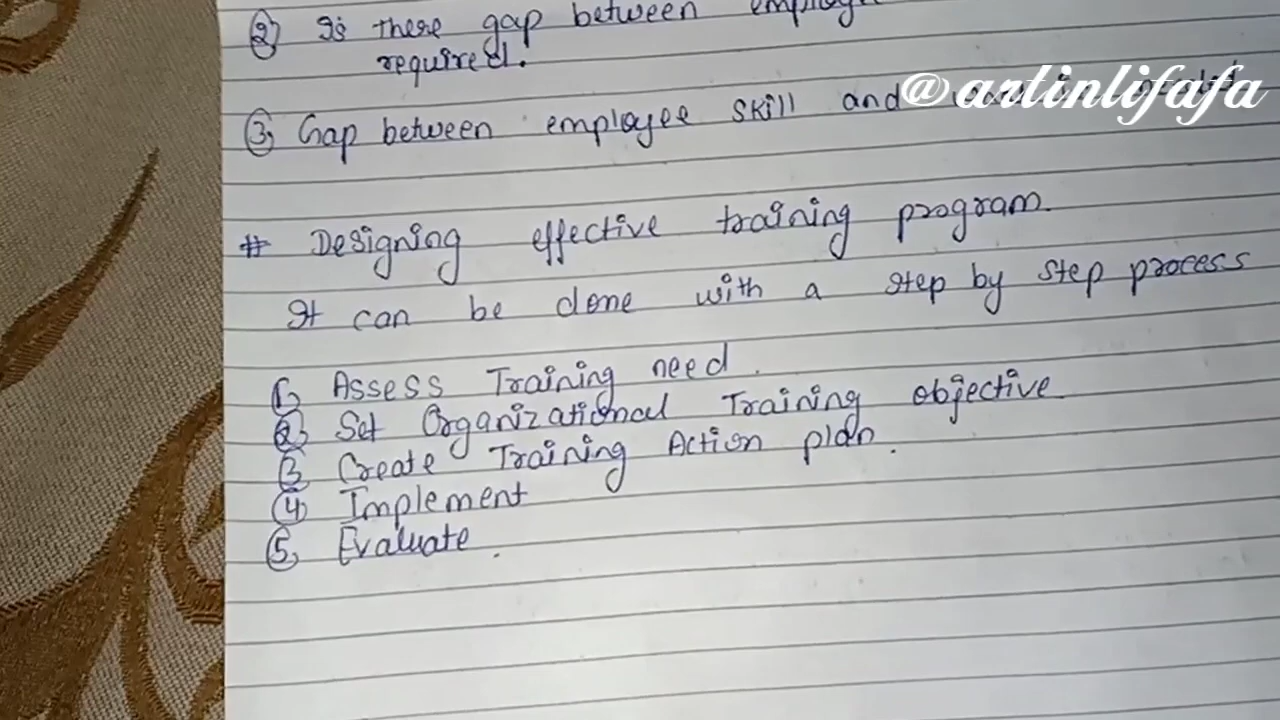 ② Is there gap between
required.
@artinlifafa
③ Gap between employee skill and
# Designing effective training program.
It can be done with a step by step process
① Assess Training need.
② Set Organizational Training objective.
③ Create Training Action plan.
④ Implement
⑤ Evaluate.